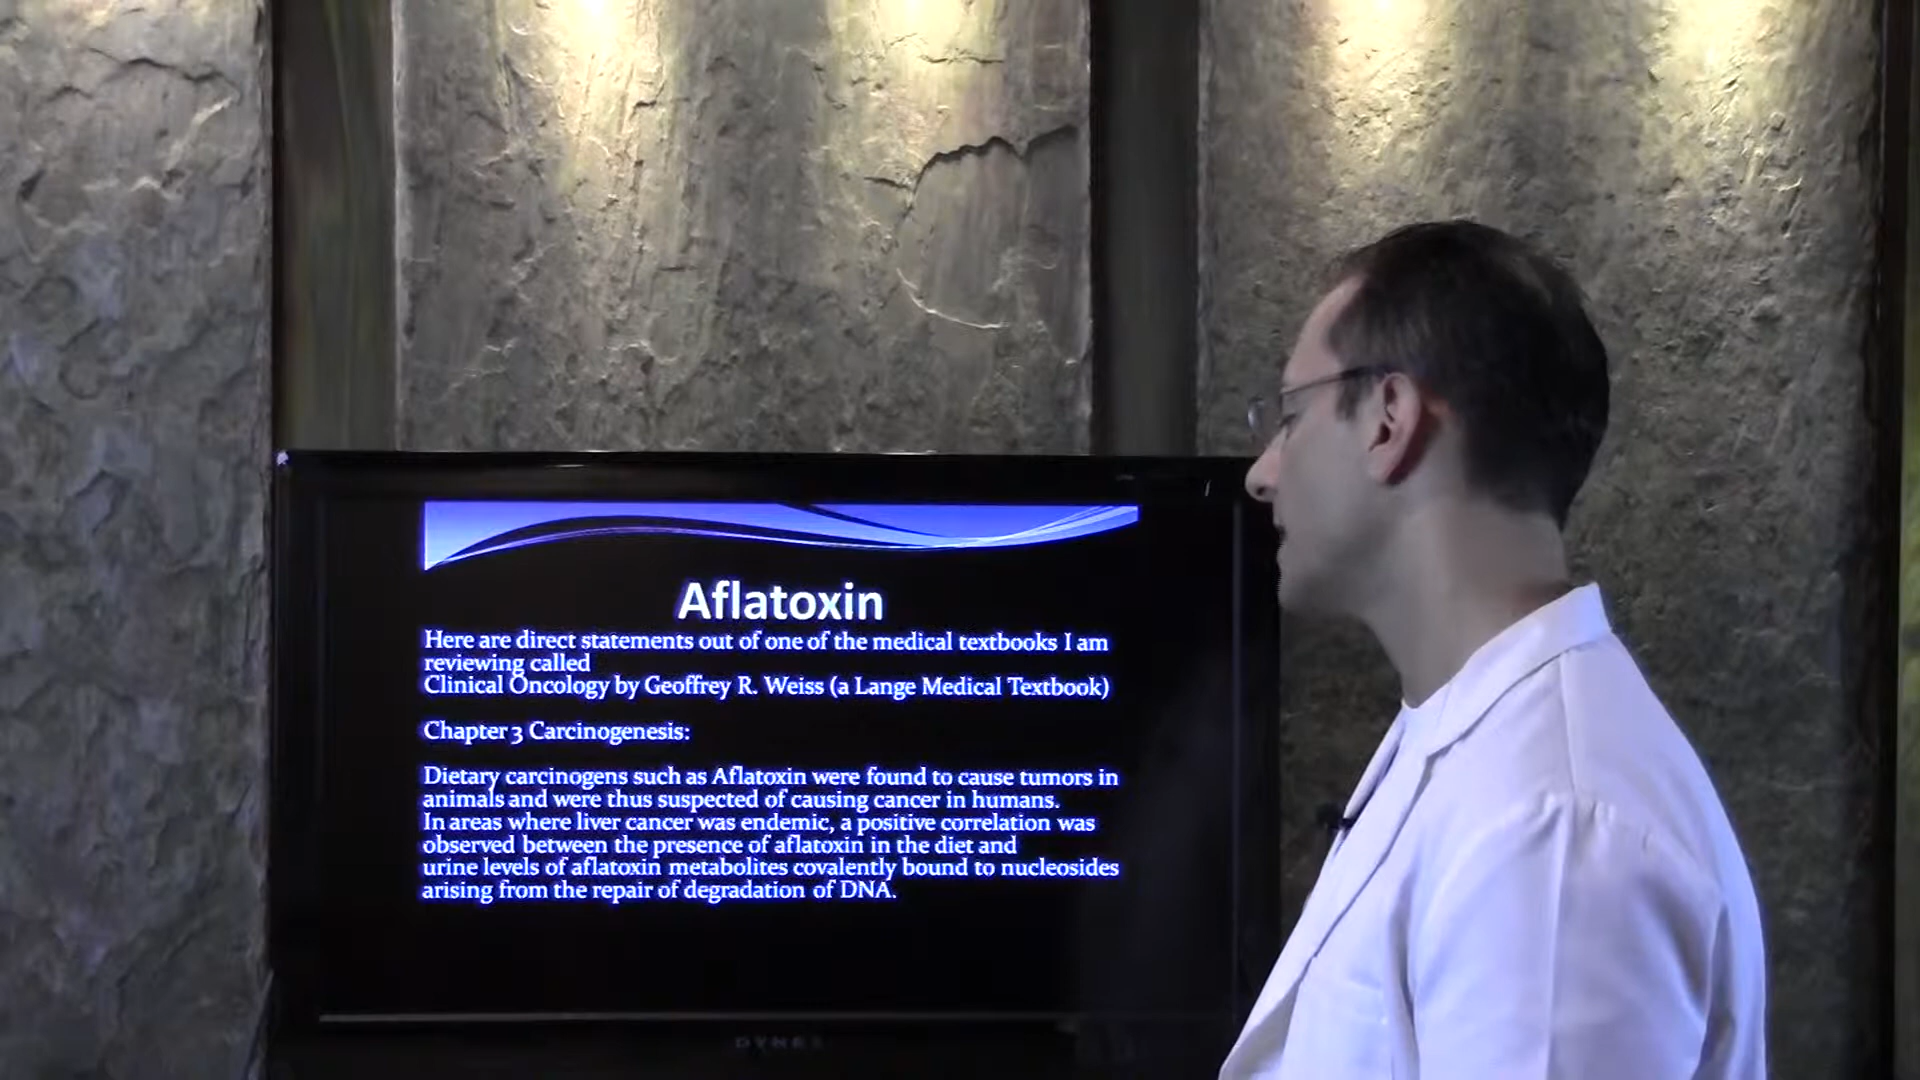 Aflatoxin
Here are direct statements out of one of the medical textbooks I am
reviewing called
Clinical Oncology by Geoffrey R. Weiss (a Lange Medical Textbook)
Chapter 3 Carcinogenesis:
Dietary carcinogens such as Aflatoxin were found to cause tumors in
animals and were thus suspected of causing cancer in humans.
In areas where liver cancer was endemic, a positive correlation was
observed between the presence of aflatoxin in the diet and
urine levels of aflatoxin metabolites covalently bound to nucleosides
arising from the repair of degradation of DNA.
DYNEX